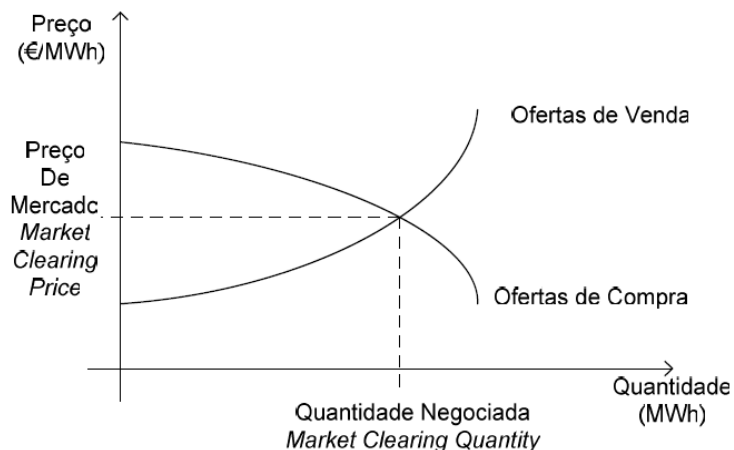 Preço
(€/MWh)
Ofertas de Venda
Preço
De
Mercado
Market
Clearing
Price
Ofertas de Compra
Quantidade
(MWh)
Quantidade Negociada
Market Clearing Quantity